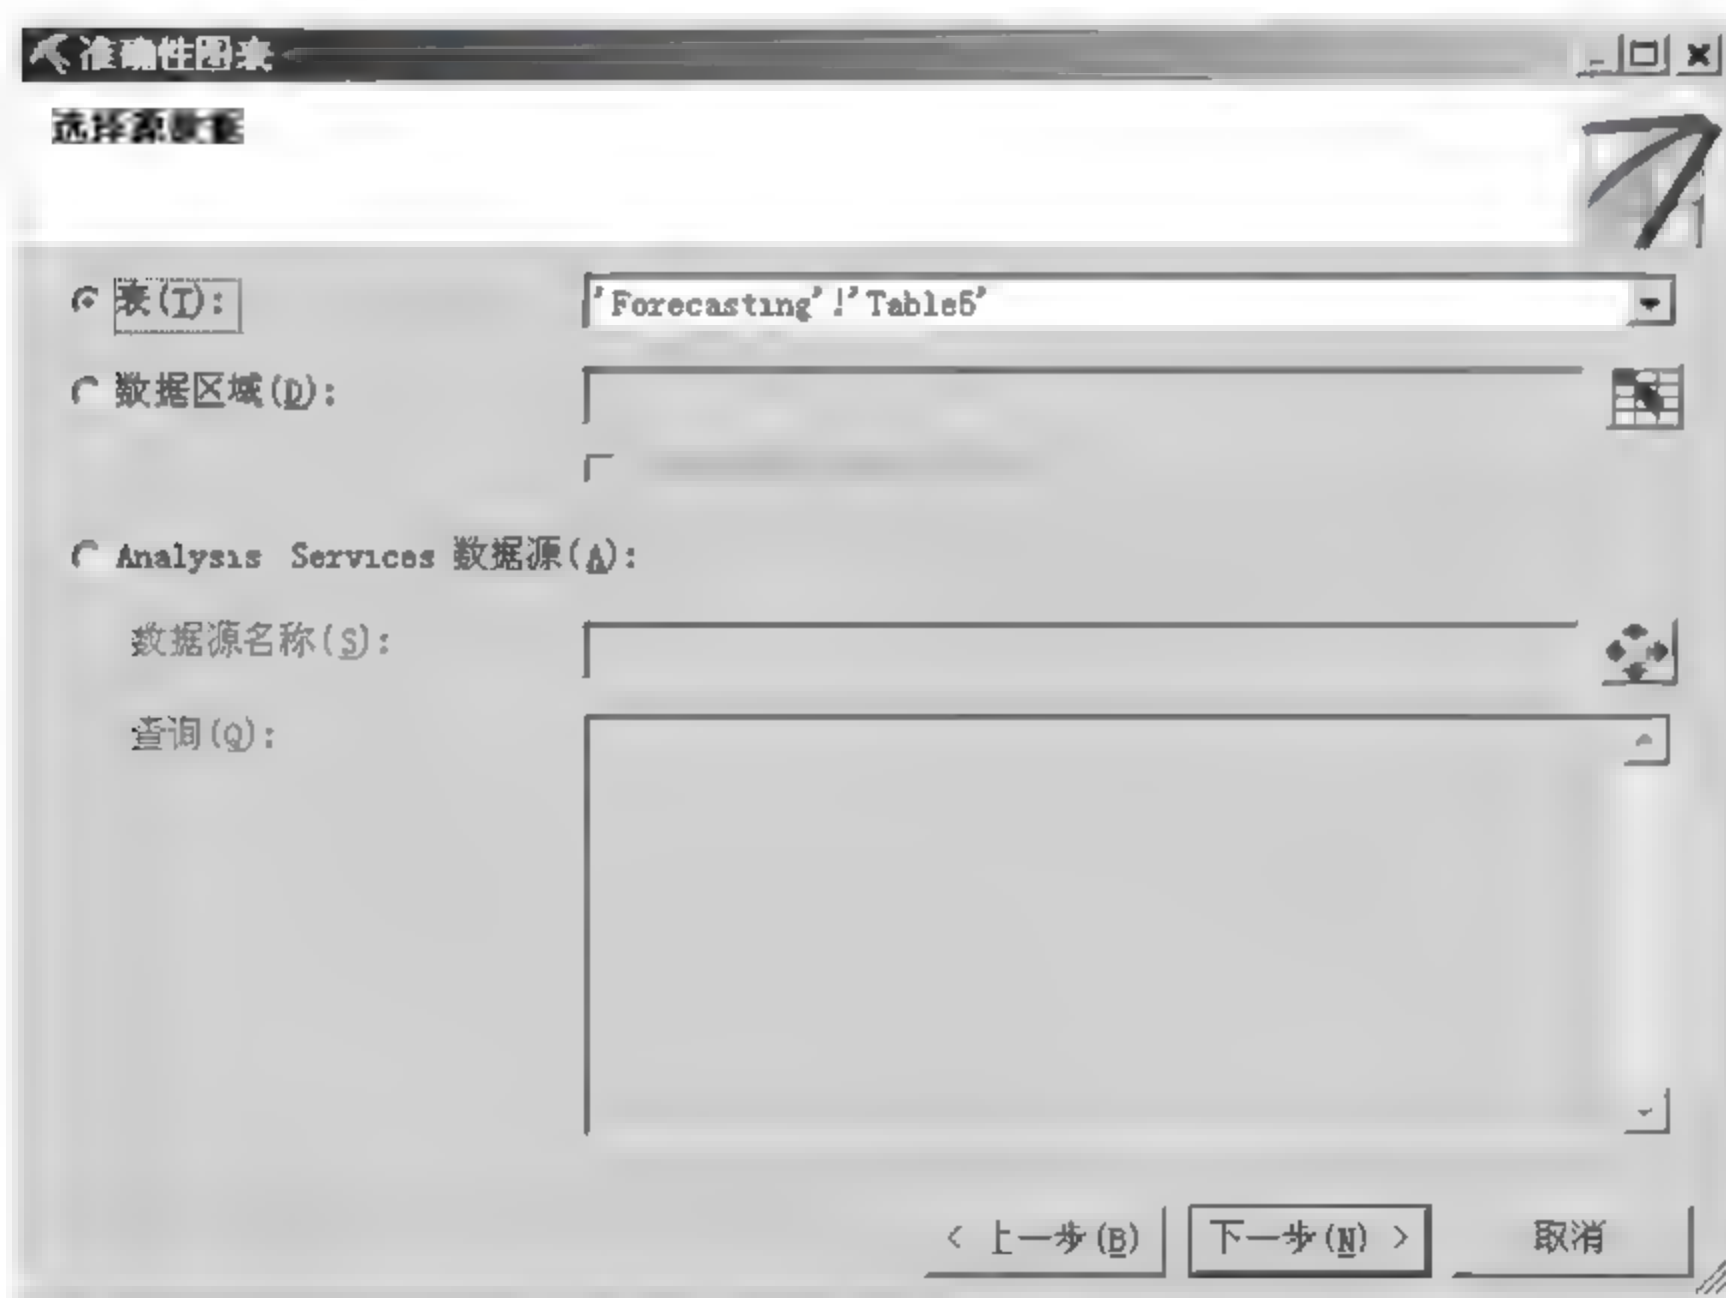 准确性图表
选择源数据
表(T):
'Forecasting'!'Table6'
数据区域(D):
Analysis Services 数据源(A):
数据源名称(S):
查询(Q):
< 上一步(B)
下一步(N) >
取消